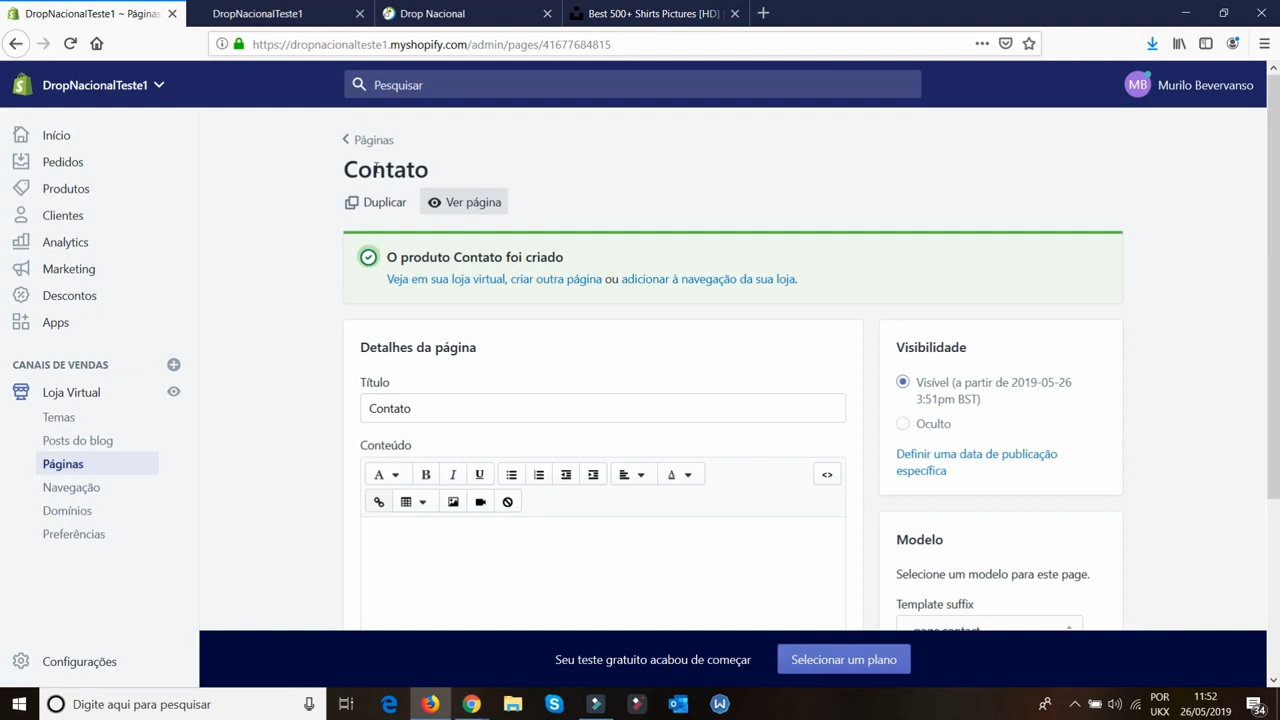 DropNacionalTeste1 ~ Páginas
DropNacionalTeste1
Drop Nacional
Best 500+ Shirts Pictures [HD]
https://dropnacionalteste1.myshopify.com/admin/pages/41677684815
DropNacionalTeste1
Pesquisar
MB
Murilo Bevervanso
Início
Pedidos
Produtos
Clientes
Analytics
Marketing
Descontos
Apps
CANAIS DE VENDAS
Loja Virtual
Temas
Posts do blog
Páginas
Navegação
Domínios
Preferências
Configurações
Páginas
Contato
Duplicar
Ver página
O produto Contato foi criado
Veja em sua loja virtual, criar outra página ou adicionar à navegação da sua loja.
Detalhes da página
Título
Contato
Conteúdo
A
B
I
U
A
<>
Visibilidade
Visível (a partir de 2019-05-26
3:51pm BST)
Oculto
Definir uma data de publicação
específica
Modelo
Selecione um modelo para este page.
Template suffix
page.contact
Seu teste gratuito acabou de começar
Selecionar um plano
Digite aqui para pesquisar
POR
UKX
11:52
26/05/2019
34